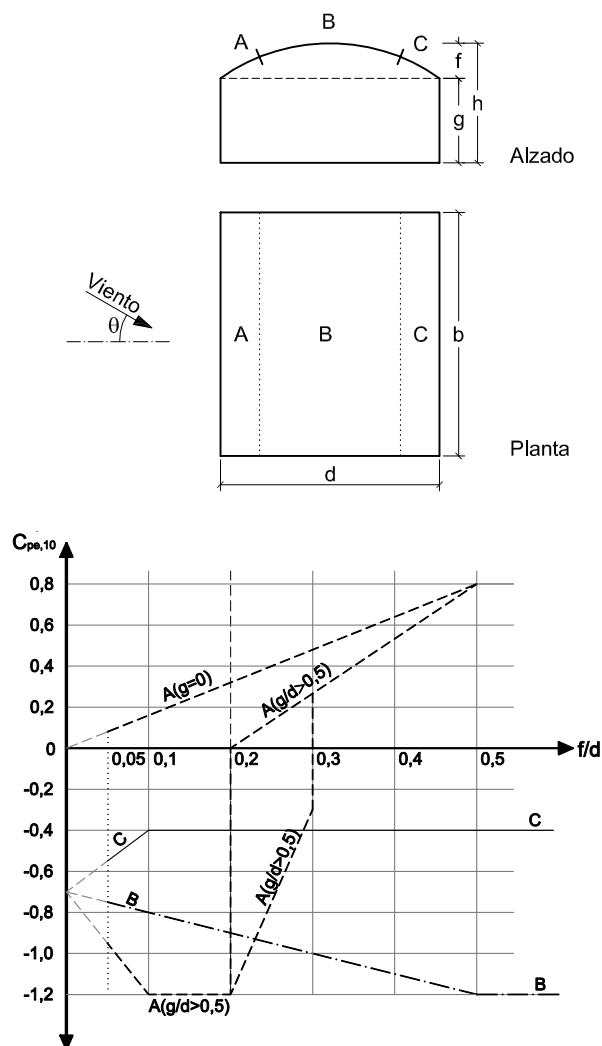 B
A
C
f
h
g
Alzado
Viento
θ
A
B
C
b
Planta
d
Cpe,10
0,8
0,6
0,4
0,2
0
-0,2
-0,4
-0,6
-0,8
-1,0
-1,2
A(g=0)
A(g/d>0,5)
0,05
0,1
0,2
0,3
0,4
0,5
f/d
C
C
A(g/d>0,5)
B
B
A(g/d>0,5)